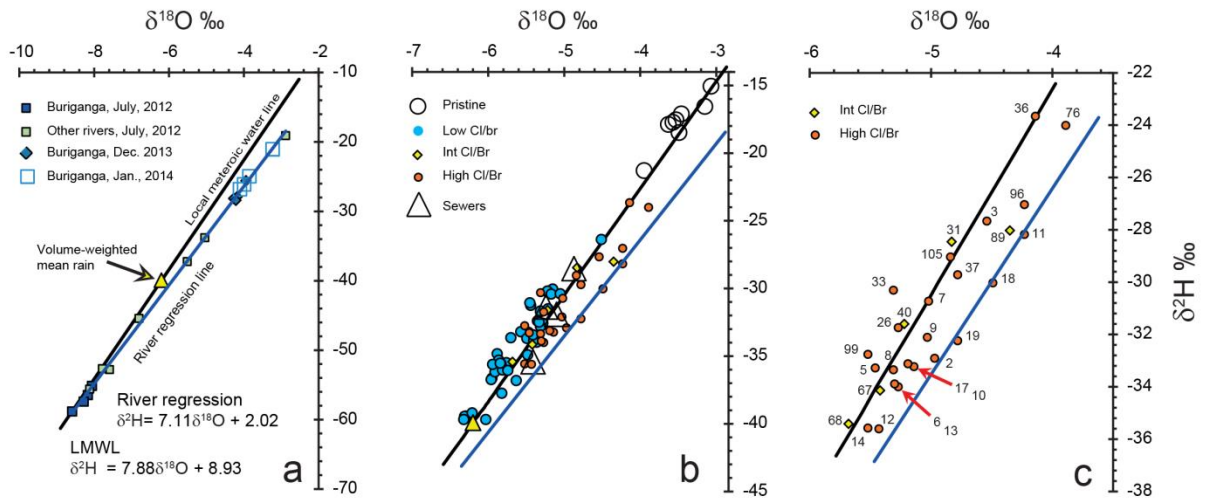 δ¹⁸O ‰
-10 -8 -6 -4 -2
-10
-20
-30
-40
-50
-60
-70
Buriganga, July, 2012
Other rivers, July, 2012
Buriganga, Dec. 2013
Buriganga, Jan., 2014
Local meteroic water line
Volume-weighted
mean rain
River regression line
River regression
δ²H= 7.11δ¹⁸O + 2.02
LMWL
δ²H = 7.88δ¹⁸O + 8.93
a
δ¹⁸O ‰
-7 -6 -5 -4 -3
-15
-20
-25
-30
-35
-40
-45
Pristine
Low Cl/br
Int Cl/Br
High Cl/Br
Sewers
b
δ¹⁸O ‰
-6 -5 -4
-22
-24
-26
-28
-30
-32
-34
-36
-38
δ²H ‰
Int Cl/Br
High Cl/Br
36
76
96
3
31
89
11
105
37
18
33
7
40
26
9
19
99
8
2
5
17
10
67
6
13
68
14
12
c